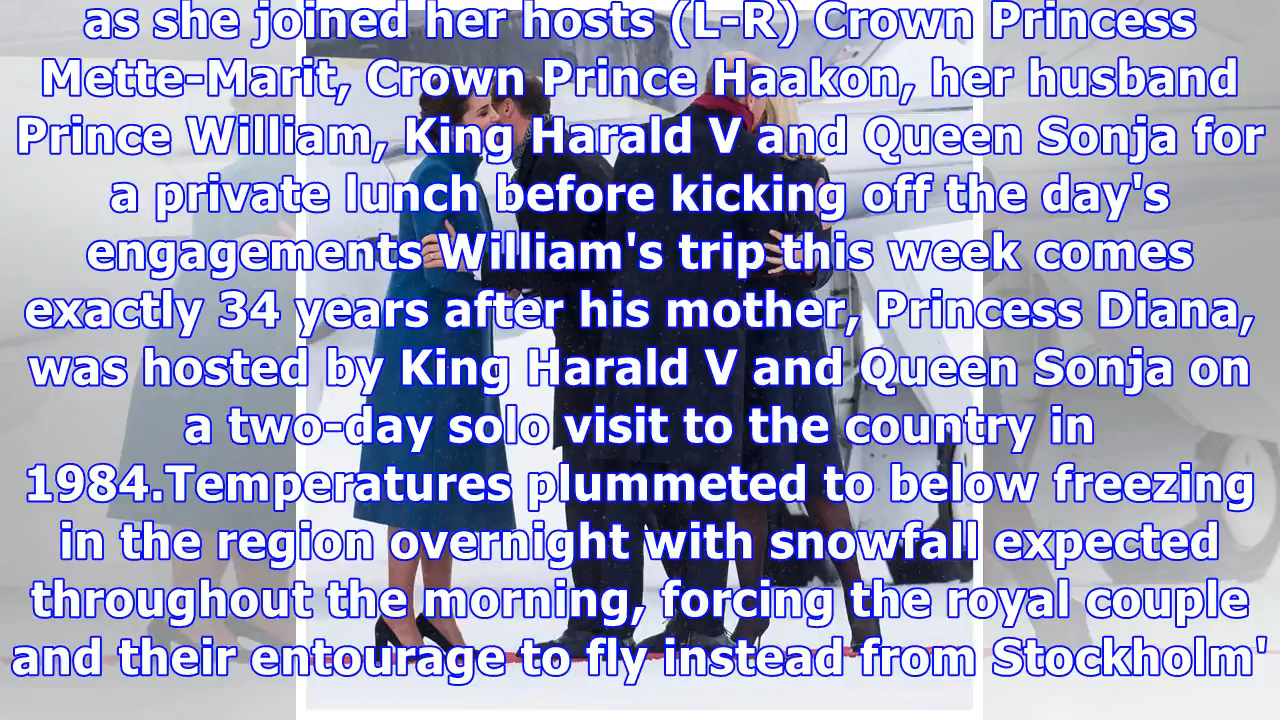 as she joined her hosts (L-R) Crown Princess
Mette-Marit, Crown Prince Haakon, her husband
Prince William, King Harald V and Queen Sonja for
a private lunch before kicking off the day's
engagements William's trip this week comes
exactly 34 years after his mother, Princess Diana,
was hosted by King Harald V and Queen Sonja on
a two-day solo visit to the country in
1984.Temperatures plummeted to below freezing
in the region overnight with snowfall expected
throughout the morning, forcing the royal couple
and their entourage to fly instead from Stockholm'